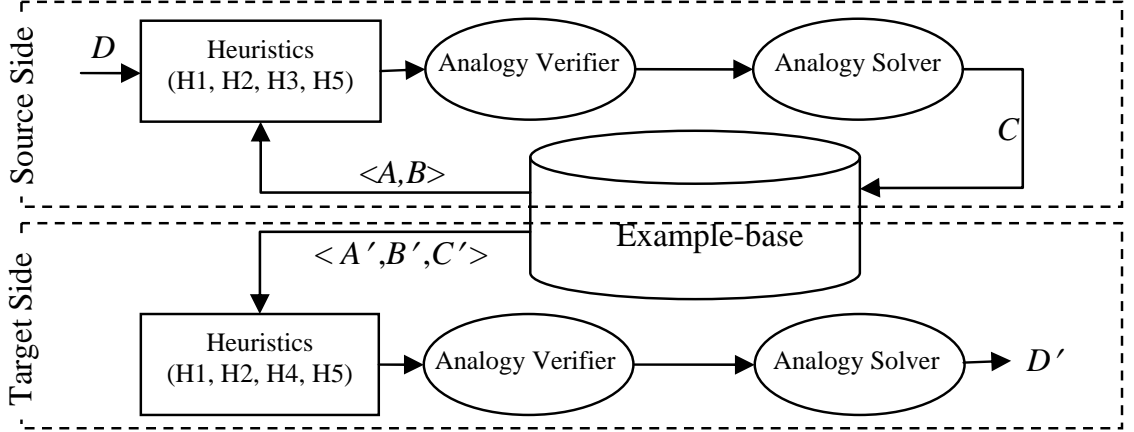 Source Side
D
Heuristics
(H1, H2, H3, H5)
Analogy Verifier
Analogy Solver
C
<A,B>
Example-base
Target Side
< A′,B′,C′>
Heuristics
(H1, H2, H4, H5)
Analogy Verifier
Analogy Solver
D′